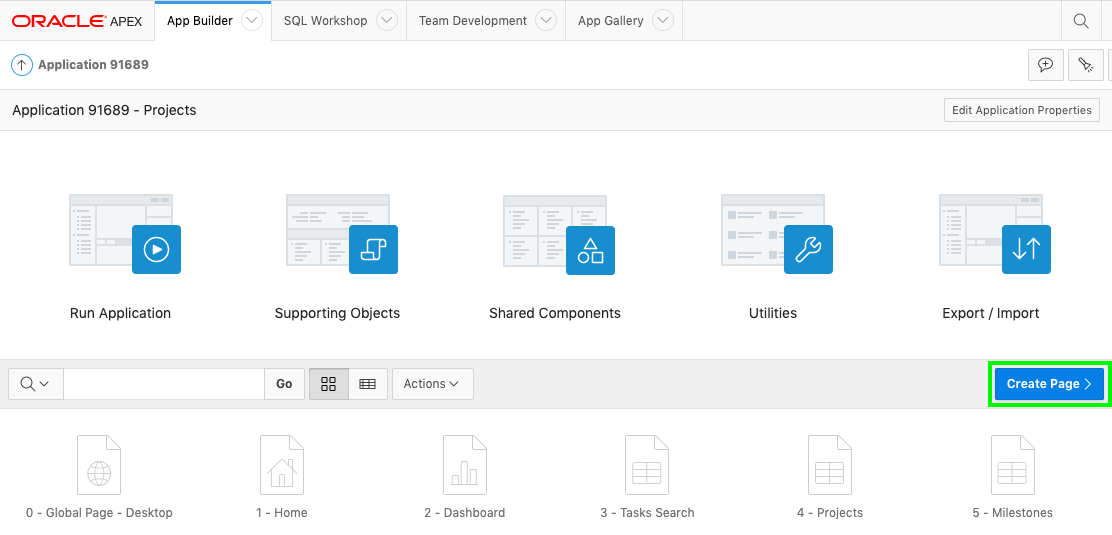 ORACLE APEX App Builder SQL Workshop Team Development App Gallery
Application 91689
Application 91689 - Projects Edit Application Properties
Run Application Supporting Objects Shared Components Utilities Export / Import
Go Actions Create Page
0 - Global Page - Desktop 1 - Home 2 - Dashboard 3 - Tasks Search 4 - Projects 5 - Milestones